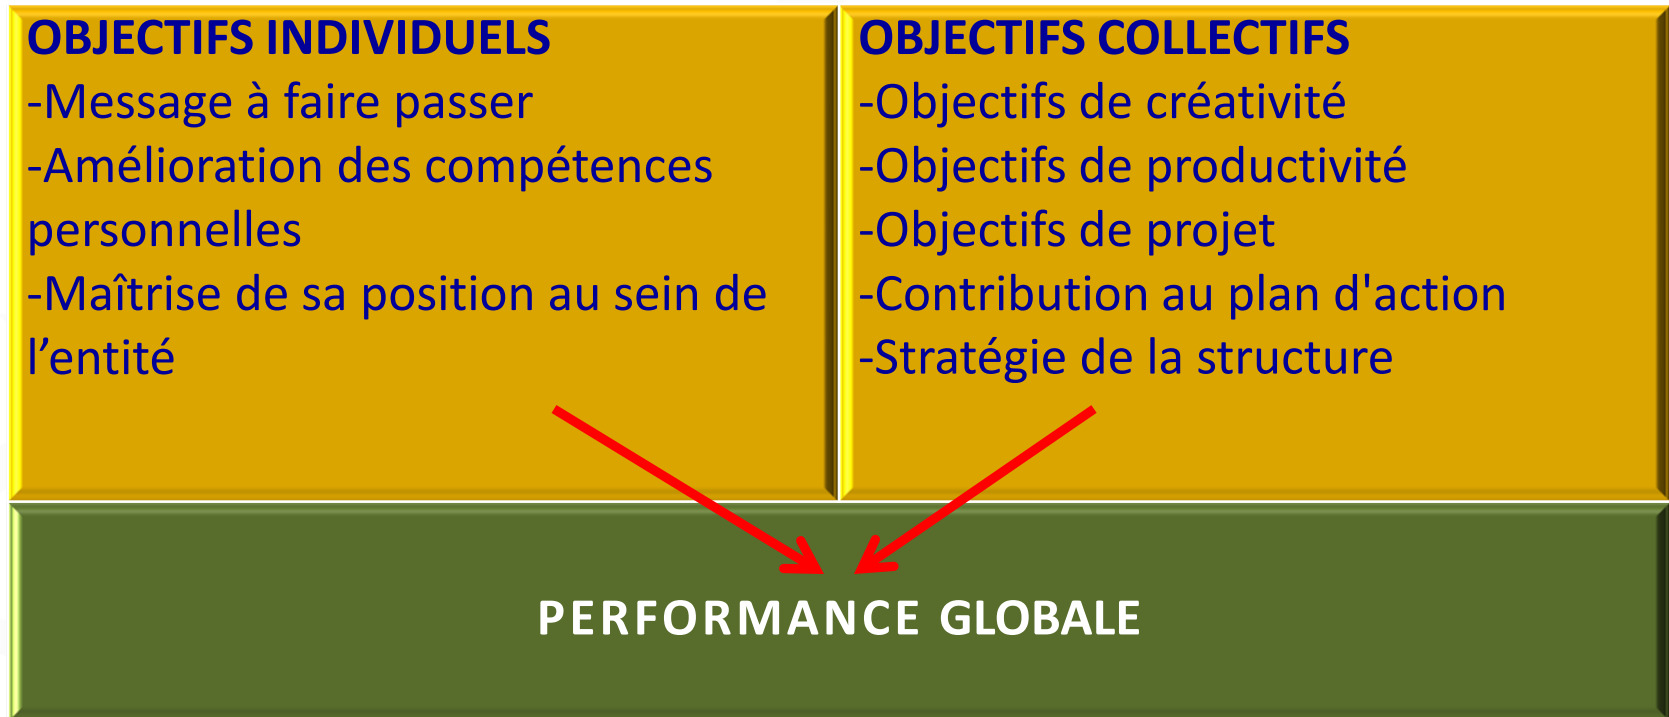 OBJECTIFS INDIVIDUELS
-Message à faire passer
-Amélioration des compétences
personnelles
-Maîtrise de sa position au sein de
l’entité
OBJECTIFS COLLECTIFS
-Objectifs de créativité
-Objectifs de productivité
-Objectifs de projet
-Contribution au plan d'action
-Stratégie de la structure
PERFORMANCE GLOBALE